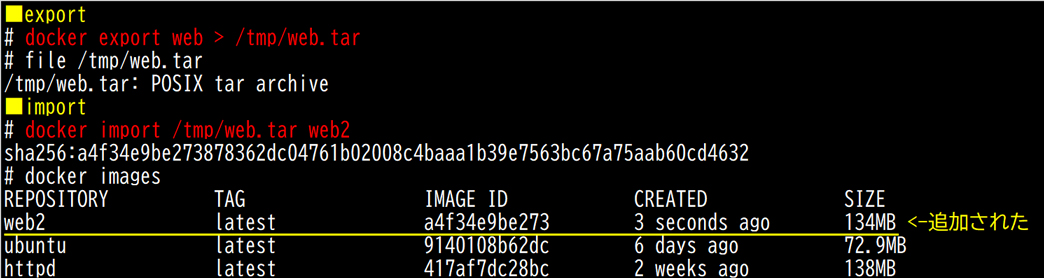 ■export
# docker export web > /tmp/web.tar
# file /tmp/web.tar
/tmp/web.tar: POSIX tar archive
■import
# docker import /tmp/web.tar web2
sha256:a4f34e9be273878362dc04761b02008c4baaa1b39e7563bc67a75aab60cd4632
# docker images
REPOSITORY TAG IMAGE ID CREATED SIZE
web2 latest a4f34e9be273 3 seconds ago 134MB <-追加された
ubuntu latest 9140108b62dc 6 days ago 72.9MB
httpd latest 417af7dc28bc 2 weeks ago 138MB